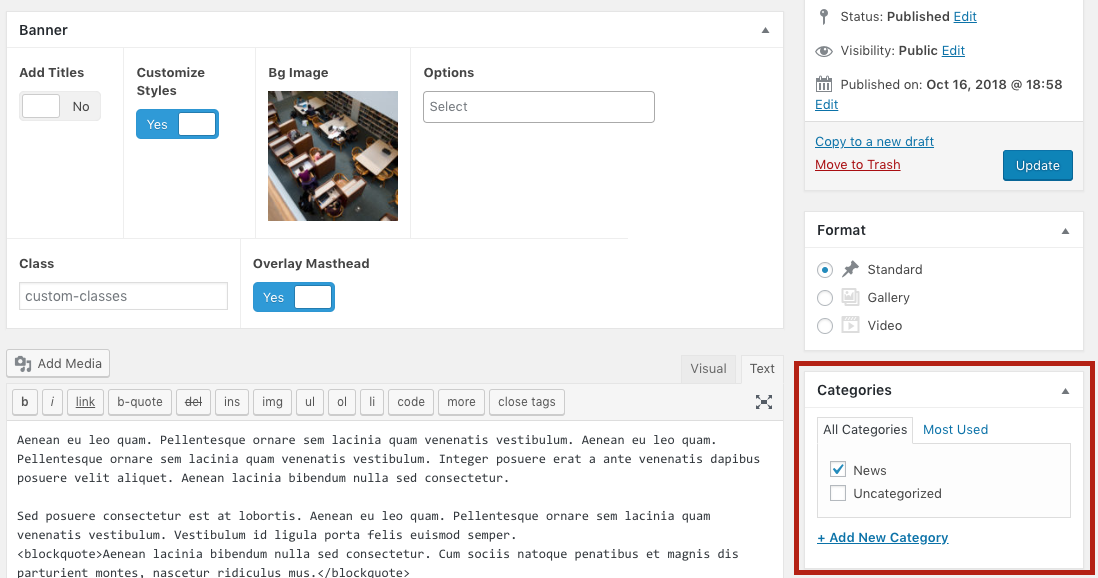 Banner
Add Titles
No
Customize
Styles
Yes
Bg Image
Options
Select
Class
custom-classes
Overlay Masthead
Yes
Add Media
Visual
Text
b
i
link
b-quote
del
ins
img
ul
ol
li
code
more
close tags
Aenean eu leo quam. Pellentesque ornare sem lacinia quam venenatis vestibulum. Aenean eu leo quam.
Pellentesque ornare sem lacinia quam venenatis vestibulum. Integer posuere erat a ante venenatis dapibus
posuere velit aliquet. Aenean lacinia bibendum nulla sed consectetur.
Sed posuere consectetur est at lobortis. Aenean eu leo quam. Pellentesque ornare sem lacinia quam
venenatis vestibulum. Vestibulum id ligula porta felis euismod semper.
<blockquote>Aenean lacinia bibendum nulla sed consectetur. Cum sociis natoque penatibus et magnis dis
parturient montes, nascetur ridiculus mus.</blockquote>
Status: Published Edit
Visibility: Public Edit
Published on: Oct 16, 2018 @ 18:58
Edit
Copy to a new draft
Move to Trash
Update
Format
Standard
Gallery
Video
Categories
All Categories
Most Used
News
Uncategorized
+ Add New Category